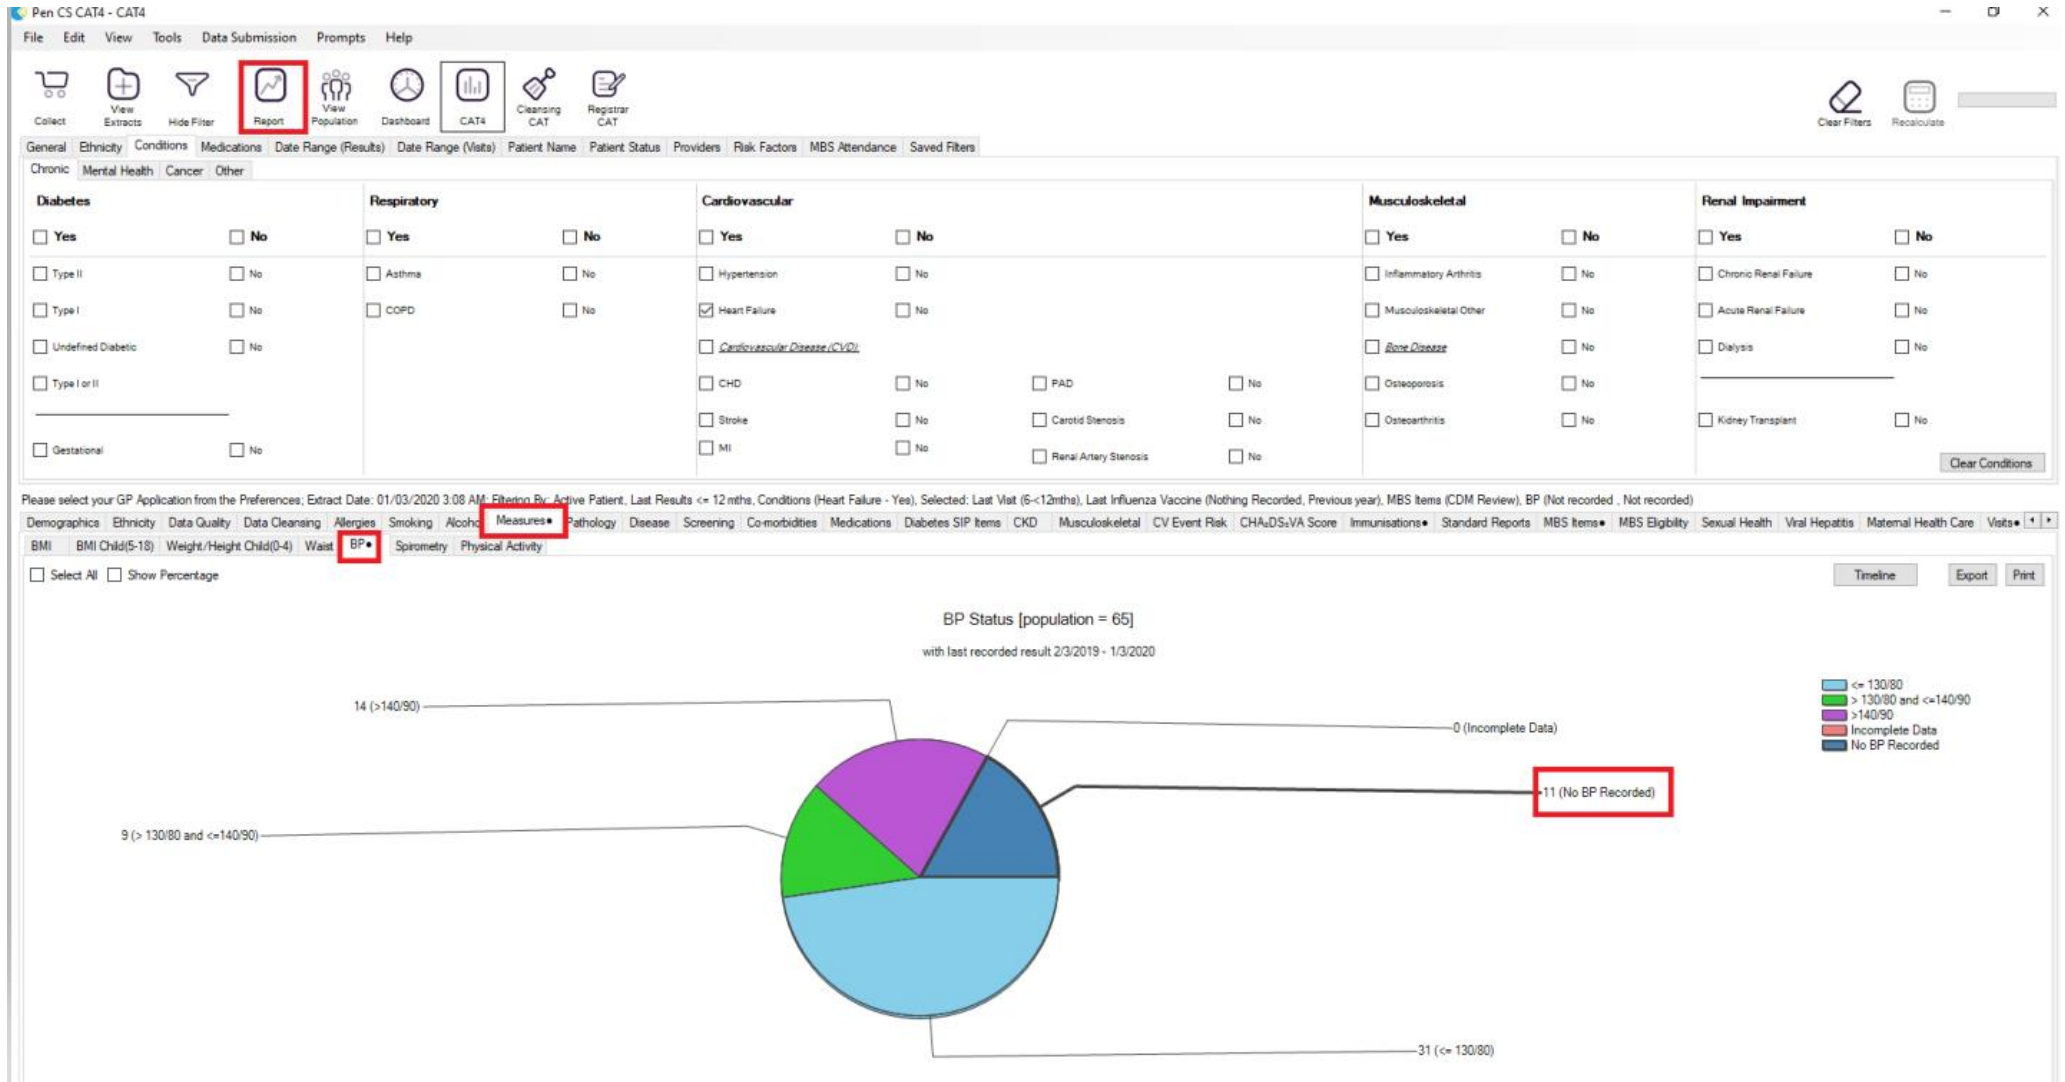 Pen CS CAT4 - CAT4
File Edit View Tools Data Submission Prompts Help
Collect View Extracts Hide Filter Report View Population Dashboard CAT4 Cleansing CAT Registrar CAT Clear Filters Recalculate
General Ethnicity Conditions Medications Date Range (Results) Date Range (Visits) Patient Name Patient Status Providers Risk Factors MBS Attendance Saved Filters
Chronic Mental Health Cancer Other
Diabetes Respiratory Cardiovascular Musculoskeletal Renal Impairment
Yes No Yes No Yes No Yes No Yes No
Type II No Asthma No Hypertension No Inflammatory Arthritis No Chronic Renal Failure No
Type I No COPD No Heart Failure No Musculoskeletal Other No Acute Renal Failure No
Undefined Diabetic No Cardiovascular Disease (CVD): Bone Disease No Dialysis No
Type I or II CHD No PAD No Osteoporosis No
Stroke No Carotid Stenosis No Osteoarthritis No Kidney Transplant No
Gestational No MI No Renal Artery Stenosis No
Clear Conditions
Please select your GP Application from the Preferences; Extract Date: 01/03/2020 3:08 AM; Filtering By: Active Patient, Last Results <= 12 mths, Conditions (Heart Failure - Yes), Selected: Last Visit (6-<12mths), Last Influenza Vaccine (Nothing Recorded, Previous year), MBS Items (CDM Review), BP (Not recorded , Not recorded)
Demographics Ethnicity Data Quality Data Cleansing Allergies Smoking Alcoho Measures• Pathology Disease Screening Co-morbidities Medications Diabetes SIP Items CKD Musculoskeletal CV Event Risk CHA₂DS₂VA Score Immunisations• Standard Reports MBS Items• MBS Eligibility Sexual Health Viral Hepatitis Maternal Health Care Visits•
BMI BMI Child(5-18) Weight/Height Child(0-4) Waist BP• Spirometry Physical Activity
Select All Show Percentage Timeline Export Print
BP Status [population = 65]
with last recorded result 2/3/2019 - 1/3/2020
<= 130/80
> 130/80 and <=140/90
>140/90
Incomplete Data
No BP Recorded
14 (>140/90)
0 (Incomplete Data)
11 (No BP Recorded)
9 (> 130/80 and <=140/90)
31 (<= 130/80)